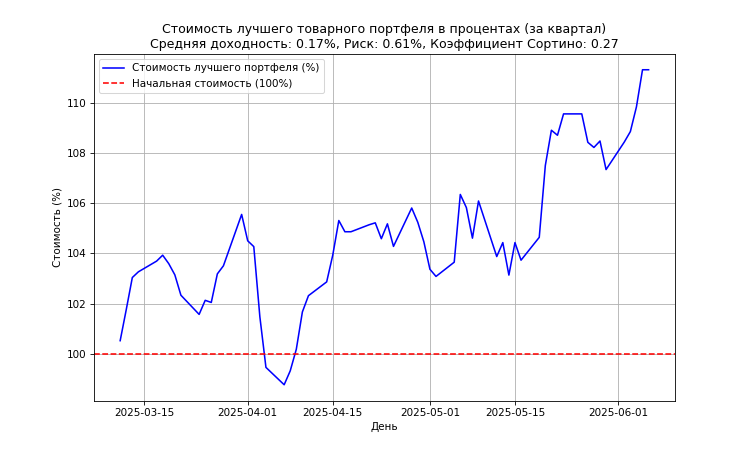 Стоимость лучшего товарного портфеля в процентах (за квартал)
Средняя доходность: 0.17%, Риск: 0.61%, Коэффициент Сортино: 0.27
Стоимость лучшего портфеля (%)
Начальная стоимость (100%)
Стоимость (%)
110
108
106
104
102
100
2025-03-15
2025-04-01
2025-04-15
2025-05-01
2025-05-15
2025-06-01
День